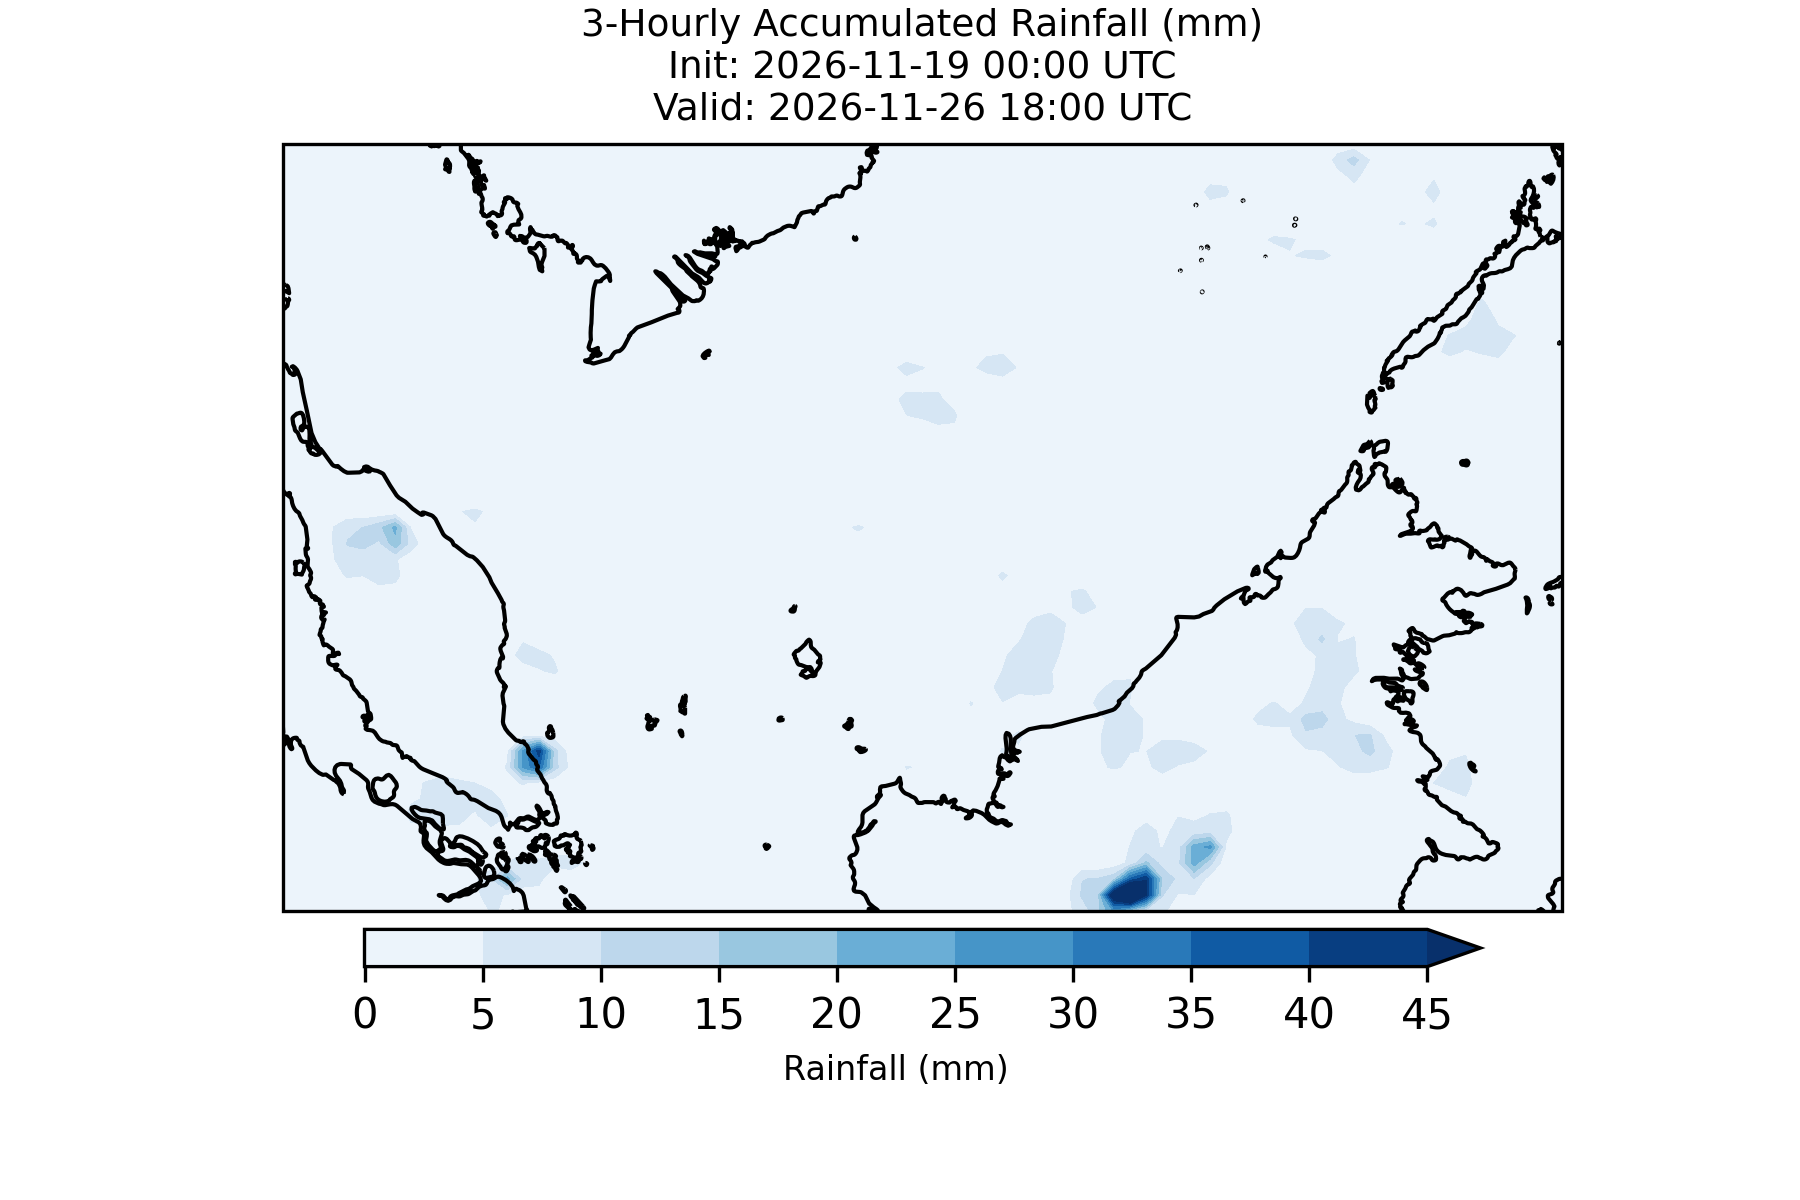 3-Hourly Accumulated Rainfall (mm)
Init: 2026-11-19 00:00 UTC
Valid: 2026-11-26 18:00 UTC
0 5 10 15 20 25 30 35 40 45
Rainfall (mm)